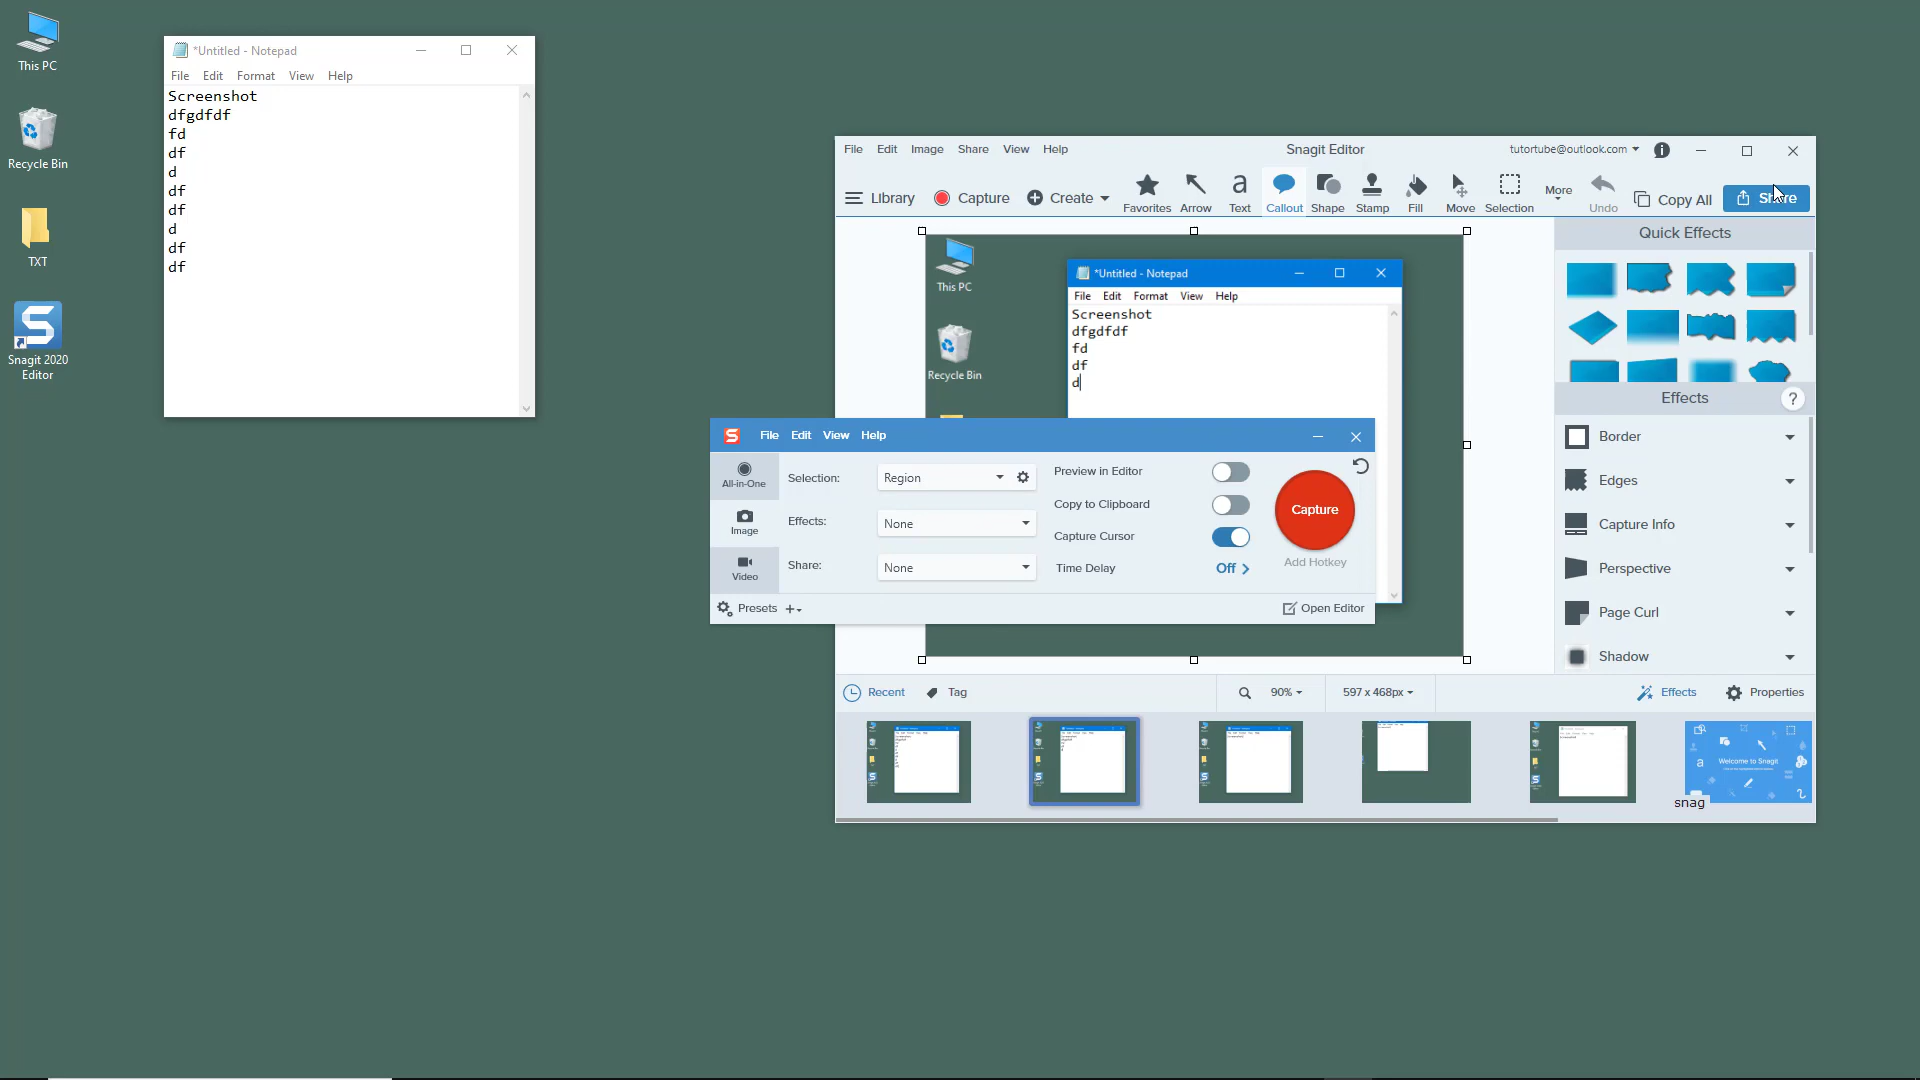 This PC
Recycle Bin
TXT
Snagit 2020
Editor
*Untitled - Notepad
File Edit Format View Help
Screenshot
dfgdfdf
fd
df
d
df
df
d
df
df
File Edit Image Share View Help
Snagit Editor
tutortube@outlook.com
Library
Capture
Create
Favorites
Arrow
Text
Callout
Shape
Stamp
Fill
Move
Selection
More
Undo
Copy All
Share
This PC
Recycle Bin
*Untitled - Notepad
File Edit Format View Help
Screenshot
dfgdfdf
fd
df
d
Quick Effects
Effects
?
Border
Edges
Capture Info
Perspective
Page Curl
Shadow
S
File Edit View Help
All-in-One
Image
Video
Selection: Region
Effects: None
Share: None
Preview in Editor
Copy to Clipboard
Capture Cursor
Time Delay Off
Capture
Add Hotkey
Presets
Open Editor
Recent
Tag
90%
597 x 468px
Effects
Properties
Welcome to Snagit
snag